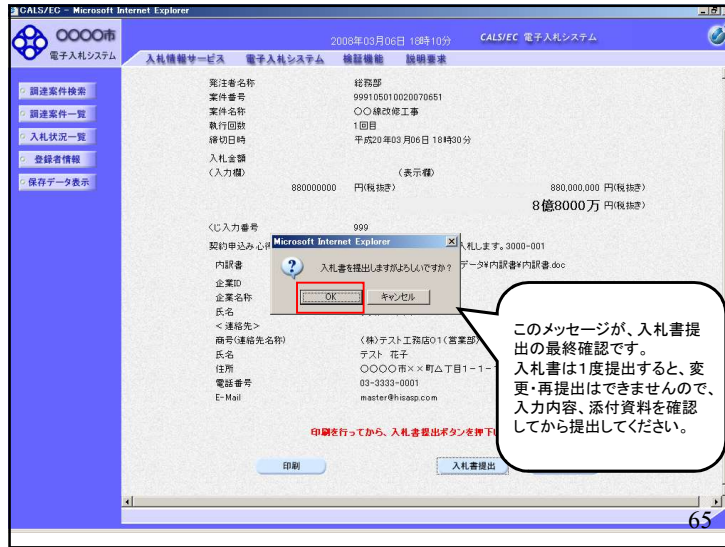 CALS/EC - Microsoft Internet Explorer
〇〇〇〇市
電子入札システム
2008年03月06日 18時10分
CALS/EC 電子入札システム
入札情報サービス 電子入札システム 検証機能 説明要求
調達案件検索
調達案件一覧
入札状況一覧
登録者情報
保存データ表示
発注者名称 総務部
案件番号 999105010020070651
案件名称 〇〇線改修工事
執行回数 1回目
締切日時 平成20年03月06日 18時30分
入札金額
(入力欄) (表示欄)
880000000 円(税抜き) 880,000,000 円(税抜き)
8億8000万 円(税抜き)
くじ入力番号 999
契約申込み心得 入札します。3000-001
Microsoft Internet Explorer
入札書を提出しますがよろしいですか?
OK キャンセル
内訳書 データ¥内訳書¥内訳書.doc
企業ID
企業名称
氏名
<連絡先>
商号(連絡先名称) (株)テスト工務店01(営業部)
氏名 テスト 花子
住所 〇〇〇〇市××町△丁目1-1-
電話番号 03-3333-0001
E-Mail master@hisasp.com
印刷を行ってから、入札書提出ボタンを押下
印刷
入札書提出
このメッセージが、入札書提
出の最終確認です。
入札書は1度提出すると、変
更・再提出はできませんので、
入力内容、添付資料を確認
してから提出してください。
65